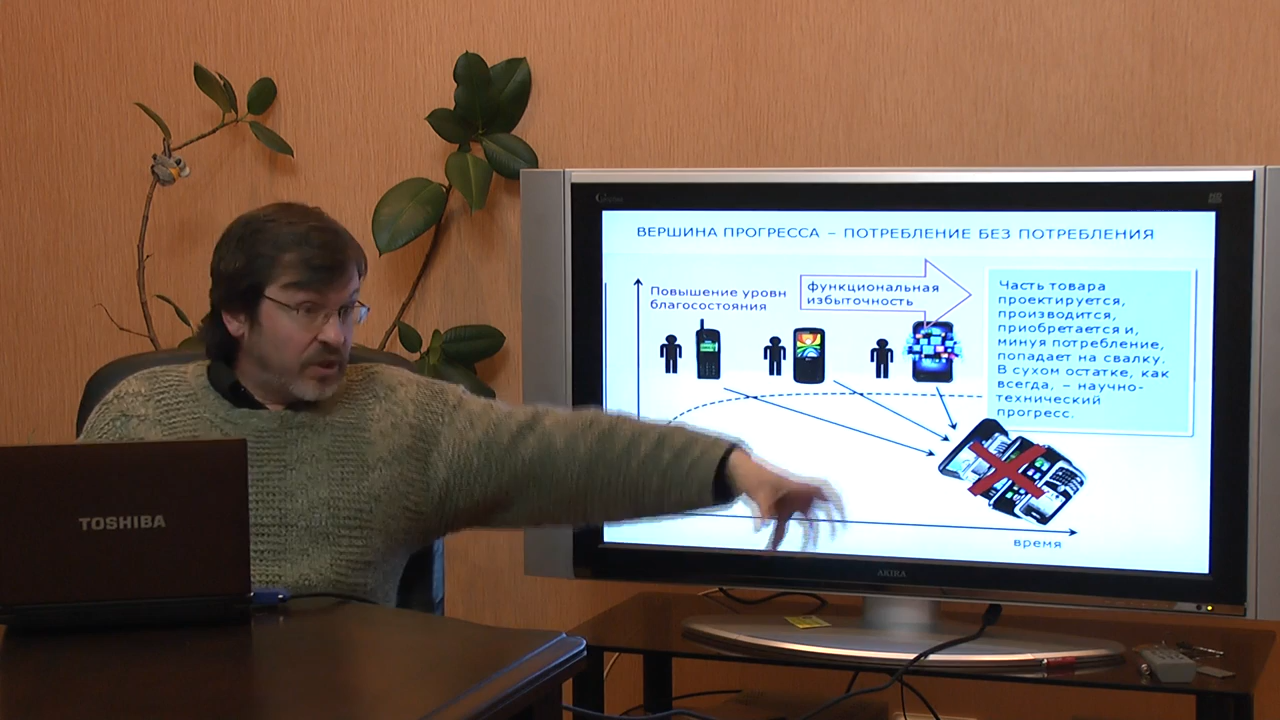 ВЕРШИНА ПРОГРЕССА – ПОТРЕБЛЕНИЕ БЕЗ ПОТРЕБЛЕНИЯ
Повышение уровн
благосостояния
функциональная
избыточность
Часть товара
проектируется,
производится,
приобретается и,
минуя потребление,
попадает на свалку.
В сухом остатке, как
всегда, – научно-
технический
прогресс.
время
TOSHIBA
AKIRA